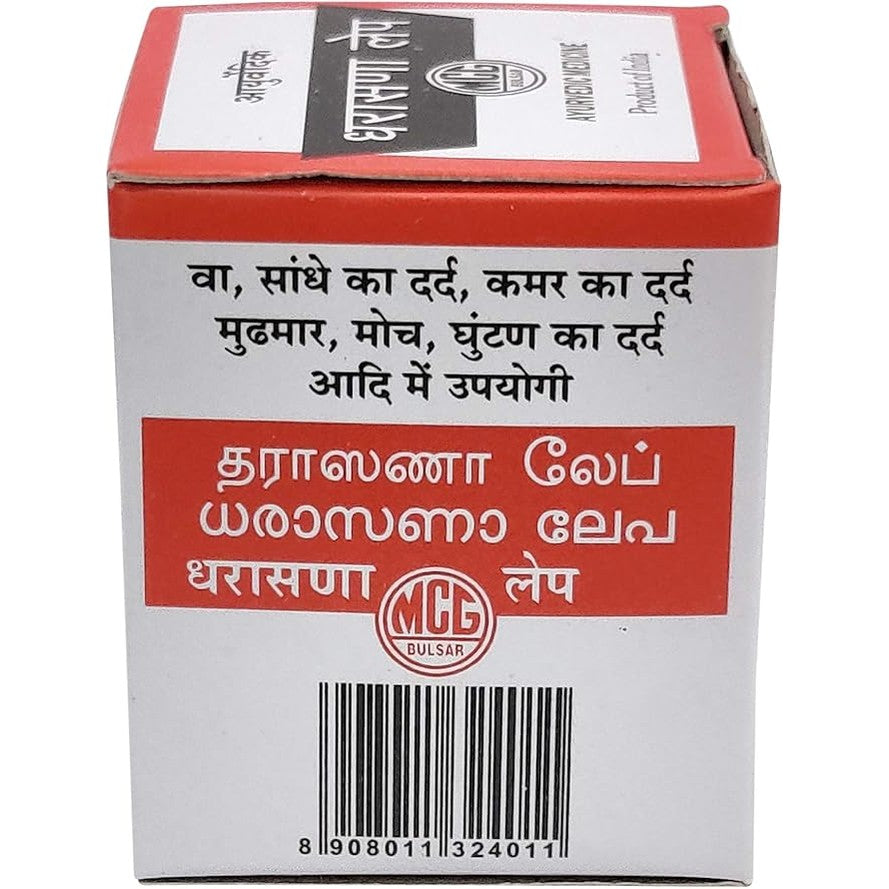 आयुर्वेदिक
धरासणा लेप
MCG
BULSAR
AYURVEDIC MEDICINE
Product of India
वा, सांधे का दर्द, कमर का दर्द
मुढमार, मोच, घुंटण का दर्द
आदि में उपयोगी
தராஸணா லேப்
ധരാസണാ ലേപ
धरासणा लेप
MCG
BULSAR
8 908011 324011